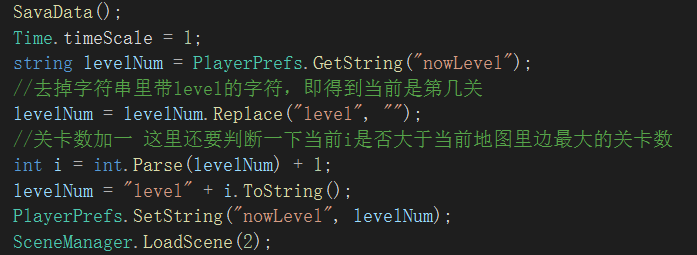 SavaData();
Time.timeScale = 1;
string levelNum = PlayerPrefs.GetString("nowLevel");
//去掉字符串里带level的字符，即得到当前是第几关
levelNum = levelNum.Replace("level", "");
//关卡数加一 这里还要判断一下当前i是否大于当前地图里边最大的关卡数
int i = int.Parse(levelNum) + 1;
levelNum = "level" + i.ToString();
PlayerPrefs.SetString("nowLevel", levelNum);
SceneManager.LoadScene(2);